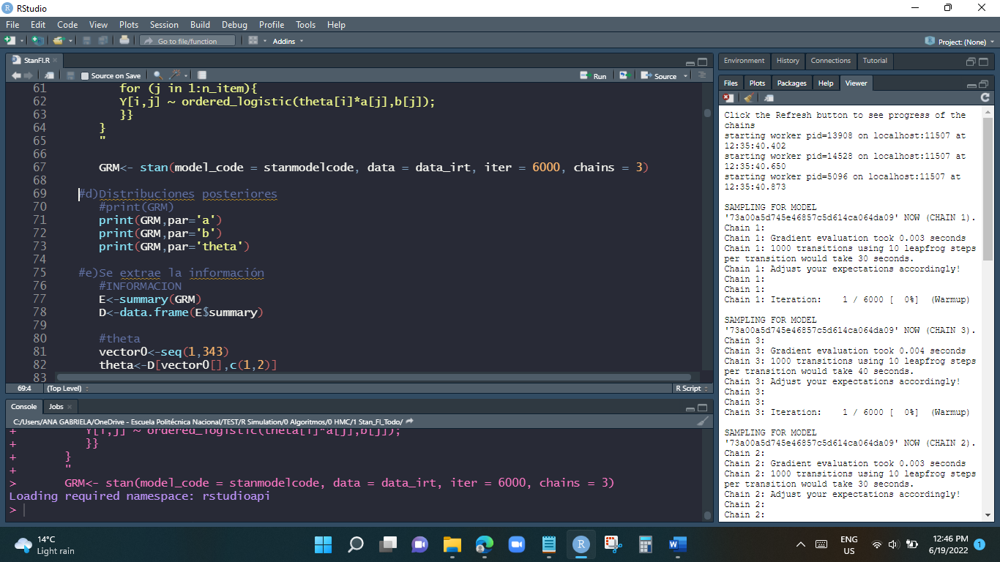 RStudio
File Edit Code View Plots Session Build Debug Profile Tools Help
Go to file/function Addins Project: (None)
StanFI.R
Source on Save Run Source
61 for (j in 1:n_item){
62 Y[i,j] ~ ordered_logistic(theta[i]*a[j],b[j]);
63 }}
64 }
65 "
66
67 GRM<- stan(model_code = stanmodelcode, data = data_irt, iter = 6000, chains = 3)
68
69 #d)Distribuciones posteriores
70 #print(GRM)
71 print(GRM,par='a')
72 print(GRM,par='b')
73 print(GRM,par='theta')
74
75 #e)Se extrae la información
76 #INFORMACION
77 E<-summary(GRM)
78 D<-data.frame(E$summary)
79
80 #theta
81 vector0<-seq(1,343)
82 theta<-D[vector0[],c(1,2)]
83
69:4 (Top Level) R Script
Console Jobs
C:/Users/ANA GABRIELA/OneDrive - Escuela Politécnica Nacional/TEST/R Simulation/0 Algoritmos/0 HMC/1 Stan_FI_Todo/
+ Y[i,j] ~ ordered_logistic(theta[i]*a[j],b[j]);
+ }}
+ }
+ "
> GRM<- stan(model_code = stanmodelcode, data = data_irt, iter = 6000, chains = 3)
Loading required namespace: rstudioapi
>
Environment History Connections Tutorial
Files Plots Packages Help Viewer
Click the Refresh button to see progress of the
chains
starting worker pid=13908 on localhost:11507 at
12:35:40.402
starting worker pid=14528 on localhost:11507 at
12:35:40.650
starting worker pid=5096 on localhost:11507 at
12:35:40.873
SAMPLING FOR MODEL
'73a00a5d745e46857c5d614ca064da09' NOW (CHAIN 1).
Chain 1:
Chain 1: Gradient evaluation took 0.003 seconds
Chain 1: 1000 transitions using 10 leapfrog steps
per transition would take 30 seconds.
Chain 1: Adjust your expectations accordingly!
Chain 1:
Chain 1:
Chain 1: Iteration: 1 / 6000 [ 0%] (Warmup)
SAMPLING FOR MODEL
'73a00a5d745e46857c5d614ca064da09' NOW (CHAIN 3).
Chain 3:
Chain 3: Gradient evaluation took 0.004 seconds
Chain 3: 1000 transitions using 10 leapfrog steps
per transition would take 40 seconds.
Chain 3: Adjust your expectations accordingly!
Chain 3:
Chain 3:
Chain 3: Iteration: 1 / 6000 [ 0%] (Warmup)
SAMPLING FOR MODEL
'73a00a5d745e46857c5d614ca064da09' NOW (CHAIN 2).
Chain 2:
Chain 2: Gradient evaluation took 0.003 seconds
Chain 2: 1000 transitions using 10 leapfrog steps
per transition would take 30 seconds.
Chain 2: Adjust your expectations accordingly!
Chain 2:
Chain 2:
14°C
Light rain
ENG
US
12:46 PM
6/19/2022
1